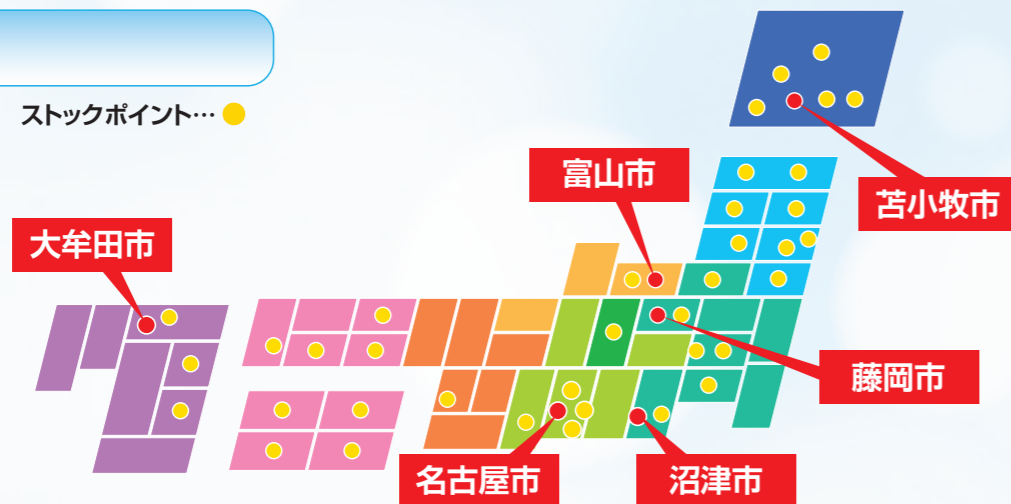 ストックポイント…
富山市
苫小牧市
大牟田市
藤岡市
名古屋市
沼津市